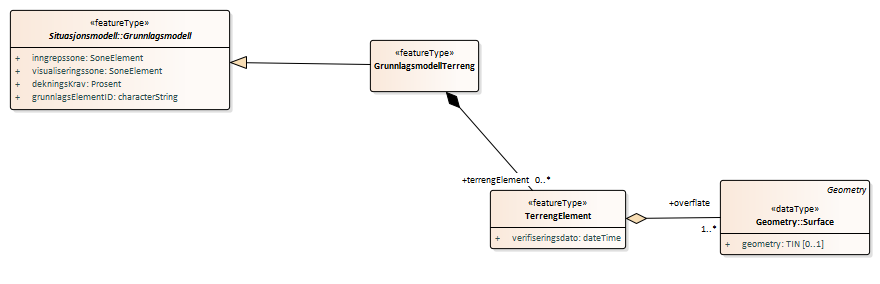 «featureType»
Situasjonsmodell::Grunnlagsmodell
+ inngrepssone: SoneElement
+ visualiseringssone: SoneElement
+ dekningsKrav: Prosent
+ grunnlagsElementID: characterString
«featureType»
GrunnlagsmodellTerreng
+terrengElement 0..*
«featureType»
TerrengElement
+ verifiseringsdato: dateTime
+overflate
1..*
Geometry
«dataType»
Geometry::Surface
+ geometry: TIN [0..1]